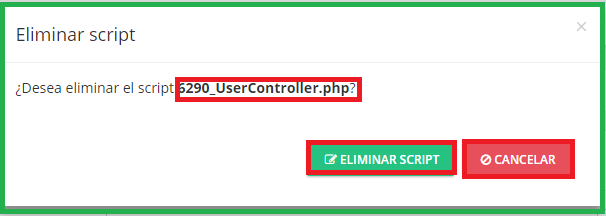 Eliminar script
×
¿Desea eliminar el script 6290_UserController.php?
ELIMINAR SCRIPT
CANCELAR